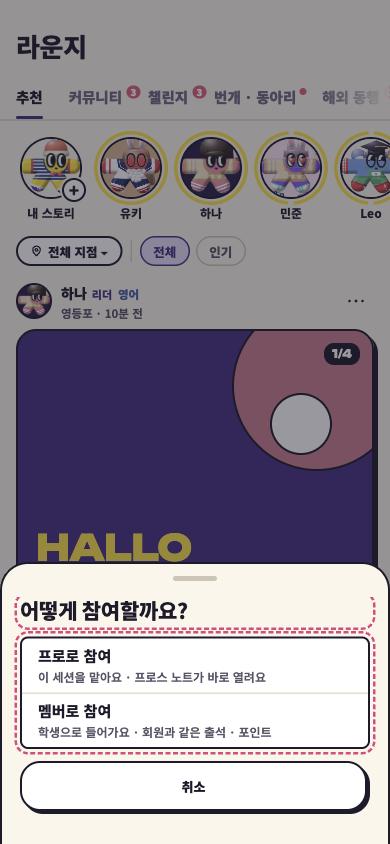 라운지
추천 커뮤니티 3 챌린지 3 번개 · 동아리 해외 동행
내 스토리 유키 하나 민준 Leo
전체 지점 전체 인기
하나 리더 영어
영등포 · 10분 전
1/4
HALLO
어떻게 참여할까요?
프로로 참여
이 세션을 맡아요 · 프로스 노트가 바로 열려요
멤버로 참여
학생으로 들어가요 · 회원과 같은 출석 · 포인트
취소